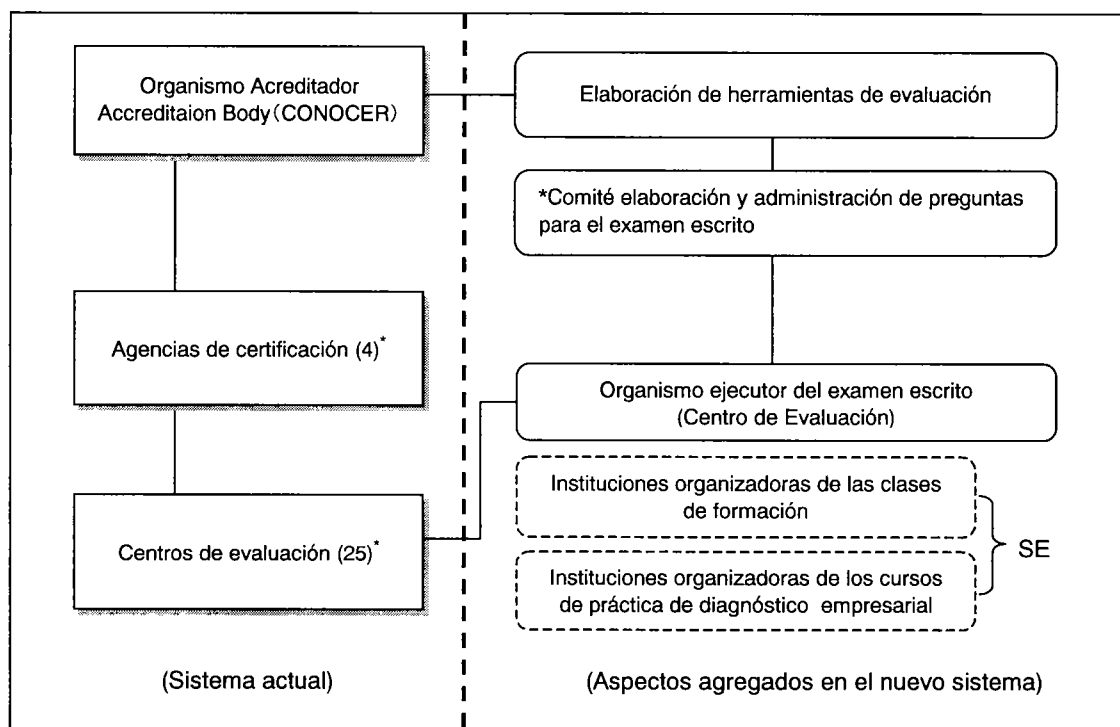 Organismo Acreditador
Accreditaion Body(CONOCER)
Agencias de certificación (4)*
Centros de evaluación (25)*
(Sistema actual)
Elaboración de herramientas de evaluación
*Comité elaboración y administración de preguntas
para el examen escrito
Organismo ejecutor del examen escrito
(Centro de Evaluación)
Instituciones organizadoras de las clases
de formación
Instituciones organizadoras de los cursos
de práctica de diagnóstico empresarial
SE
(Aspectos agregados en el nuevo sistema)